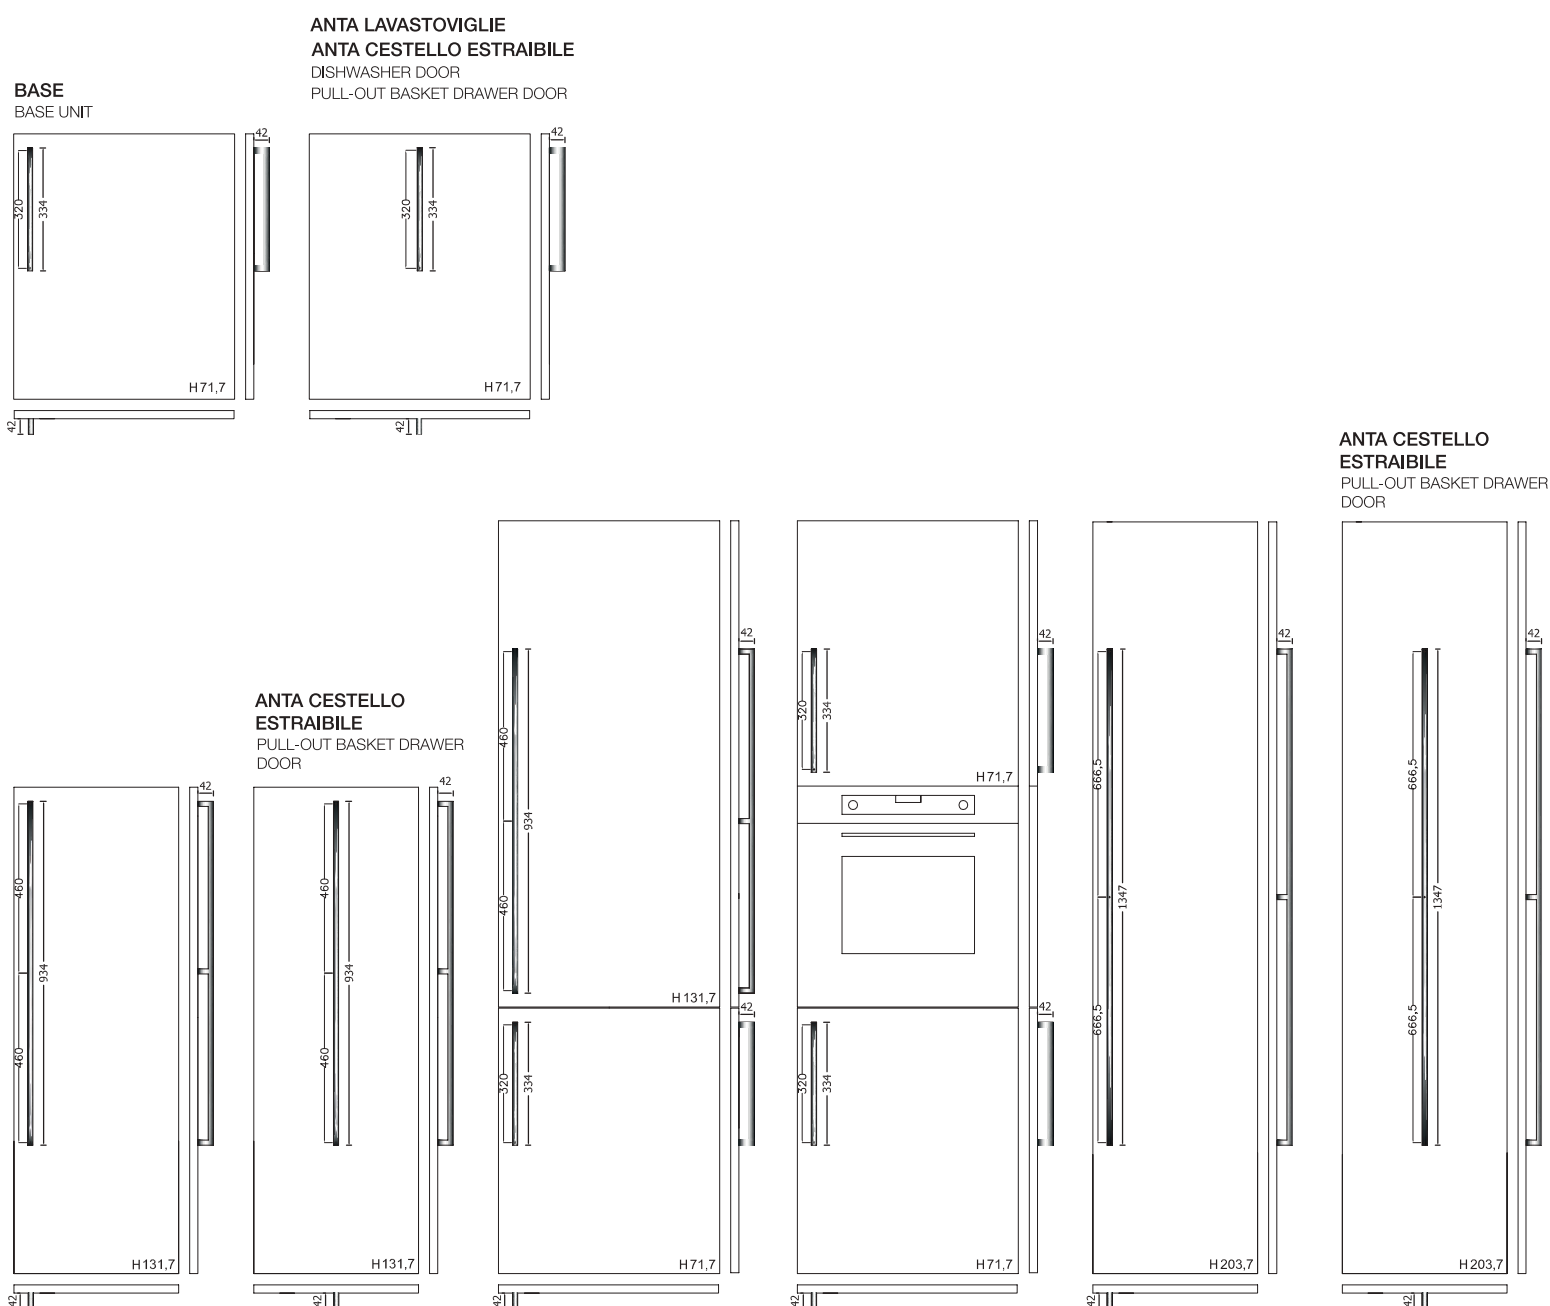 ANTA LAVASTOVIGLIE
ANTA CESTELLO ESTRAIBILE
DISHWASHER DOOR
PULL-OUT BASKET DRAWER DOOR
BASE
BASE UNIT
42
320
334
H71,7
42
42
320
334
H71,7
42
ANTA CESTELLO
ESTRAIBILE
PULL-OUT BASKET DRAWER
DOOR
ANTA CESTELLO
ESTRAIBILE
PULL-OUT BASKET DRAWER
DOOR
42
460
934
460
H131,7
42
42
460
934
460
H131,7
42
42
460
934
460
H131,7
42
320
334
H71,7
42
42
320
334
H71,7
42
320
334
H71,7
42
42
666,5
1347
666,5
H203,7
42
42
666,5
1347
666,5
H203,7
42